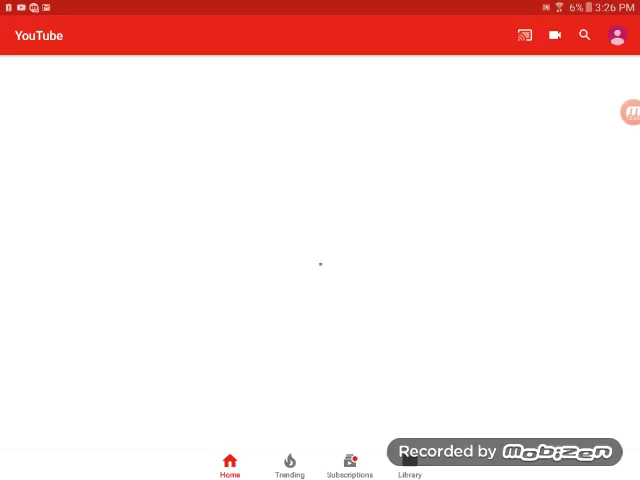 6% 3:26 PM
YouTube
Recorded by mobizen
Home Trending Subscriptions Library